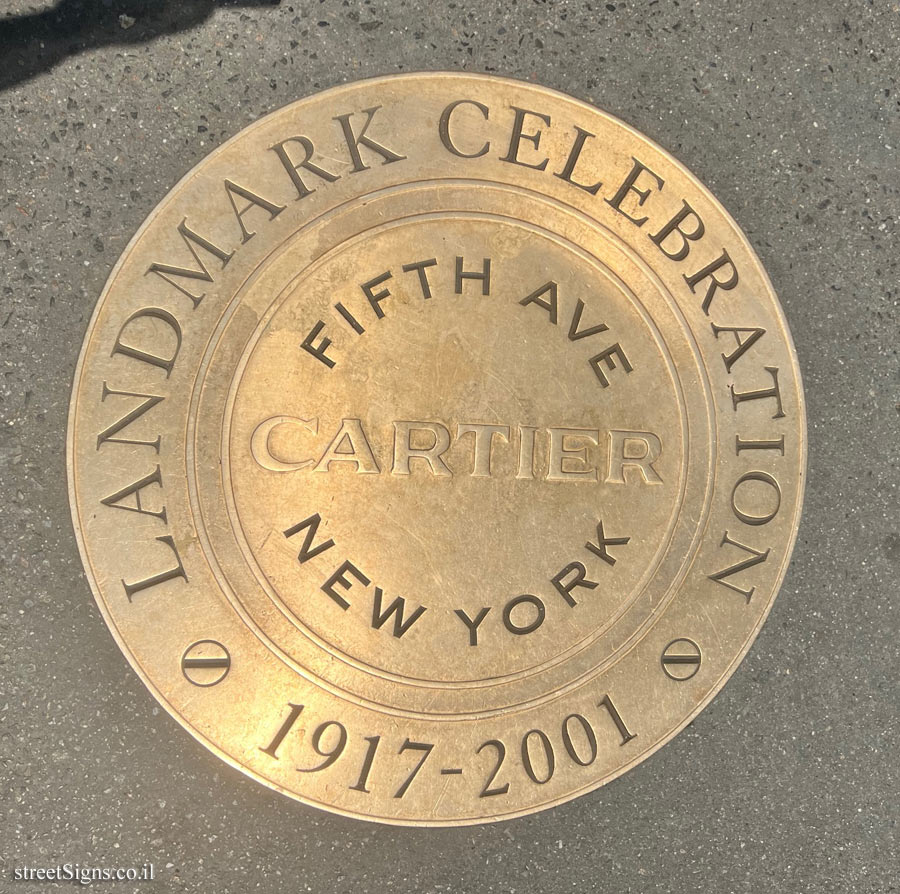 LANDMARK CELEBRATION
FIFTH AVE
CARTIER
NEW YORK
1917-2001
streetSigns.co.il